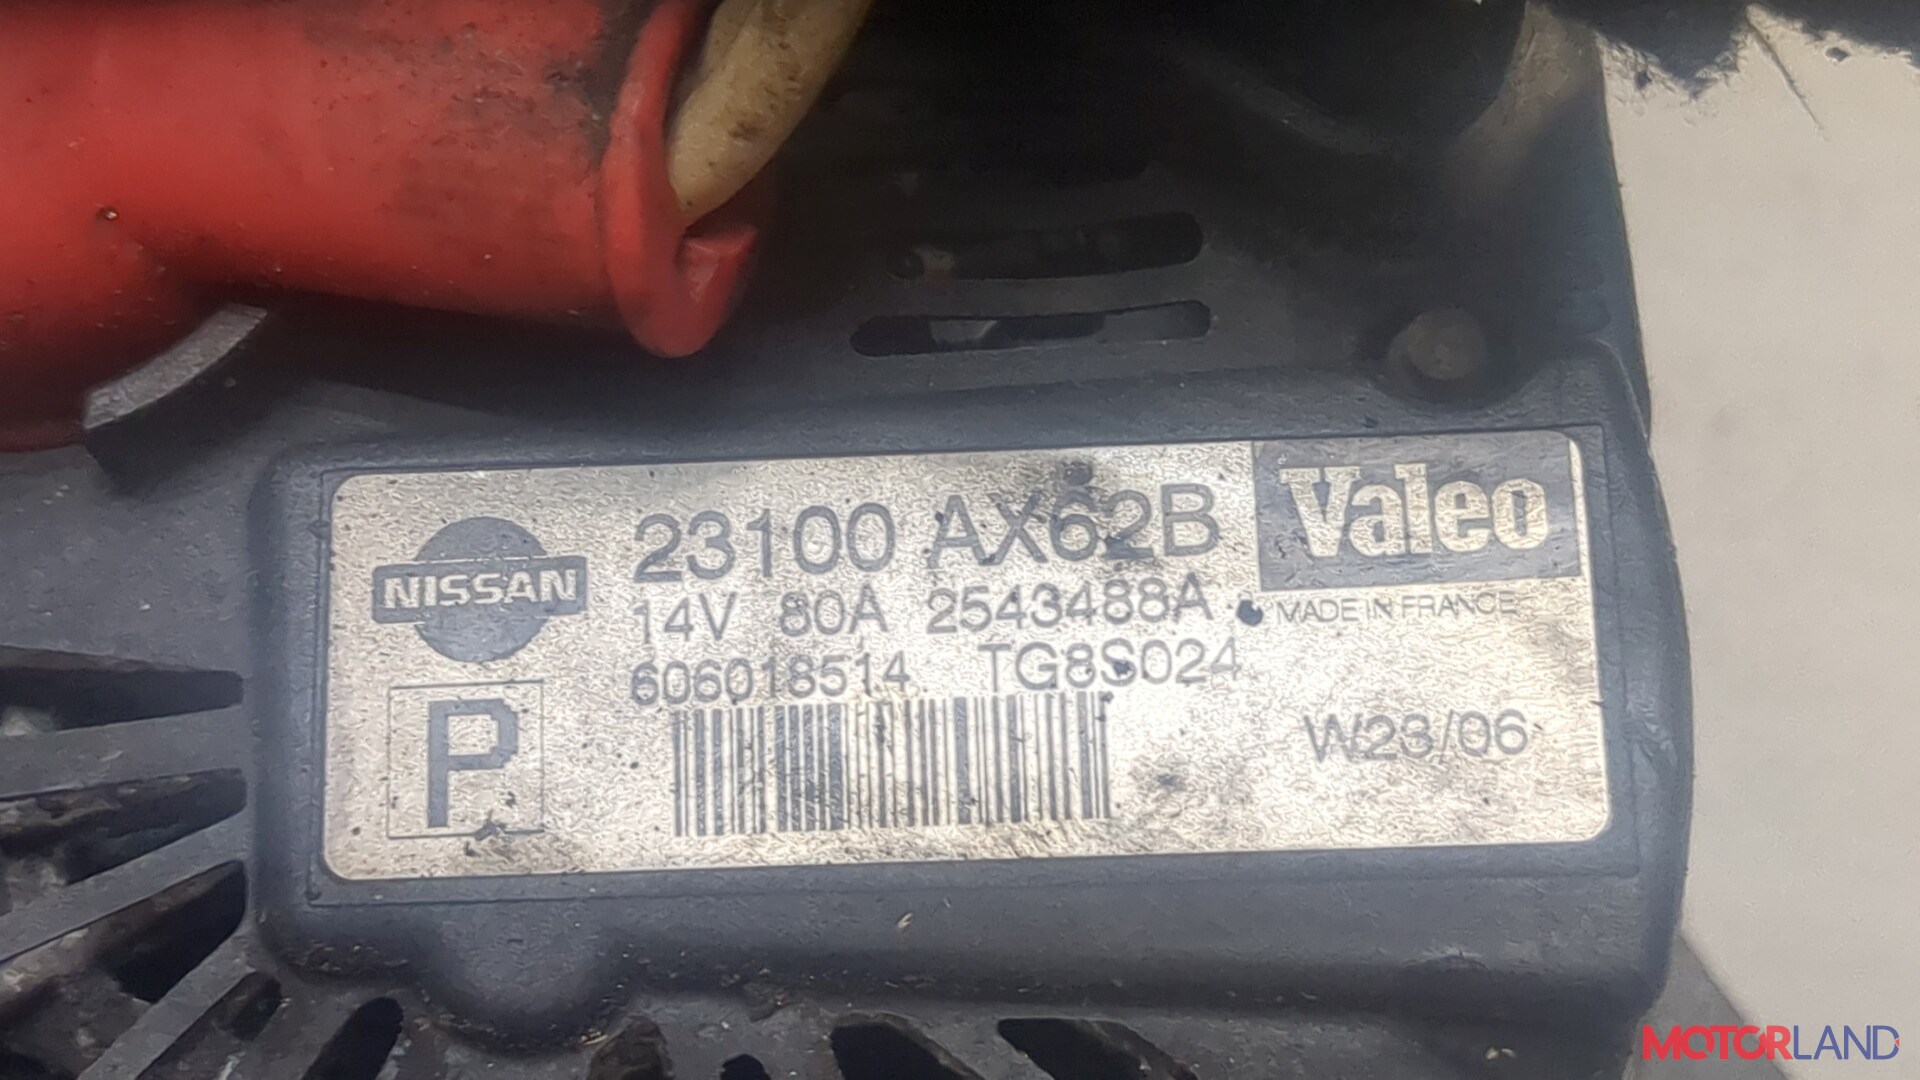 NISSAN
23100 AX62B
Valeo
14V 80A 2543488A
MADE IN FRANCE
606018514 TG8S024
P
W23/06
MOTORLAND